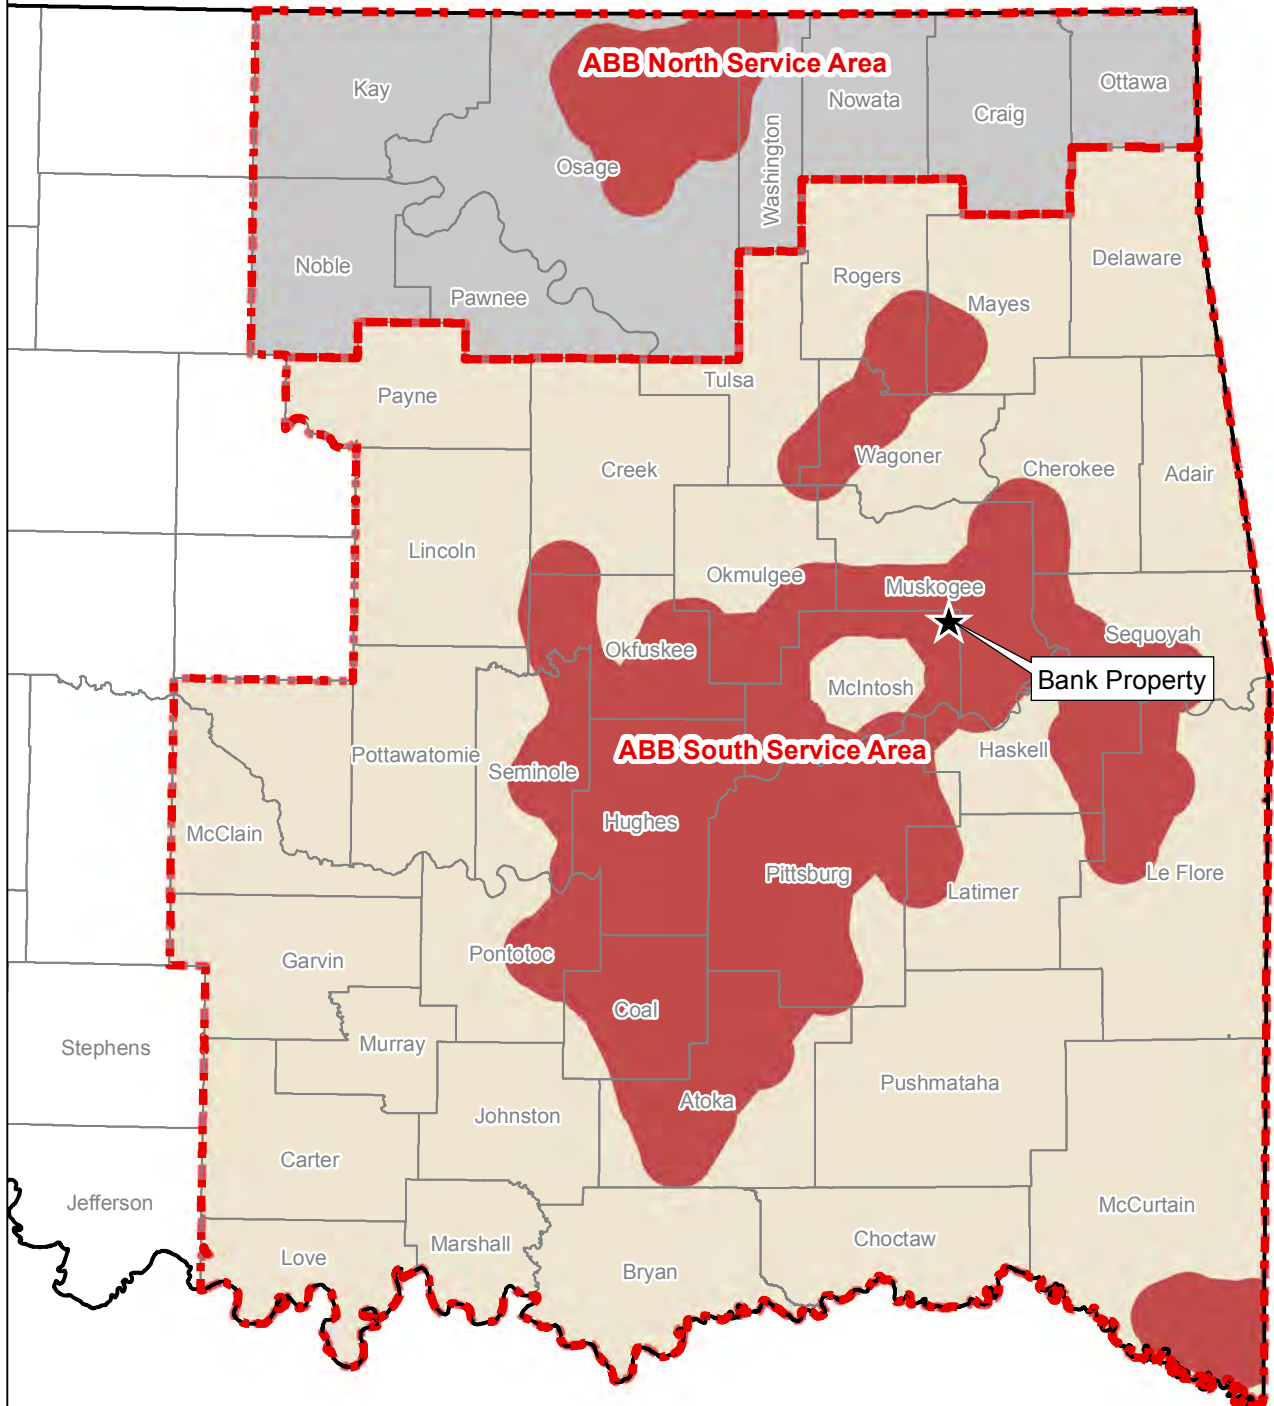 ABB North Service Area
Ottawa
Kay
Nowata
Craig
Osage
Washington
Delaware
Noble
Rogers
Pawnee
Mayes
Tulsa
Payne
Wagoner
Creek
Cherokee
Adair
Lincoln
Okmulgee
Muskogee
Sequoyah
Okfuskee
Bank Property
McIntosh
ABB South Service Area
Haskell
Pottawatomie
Seminole
Hughes
McClain
Pittsburg
Le Flore
Latimer
Pontotoc
Garvin
Coal
Murray
Stephens
Pushmataha
Atoka
Johnston
Carter
Jefferson
McCurtain
Choctaw
Marshall
Love
Bryan